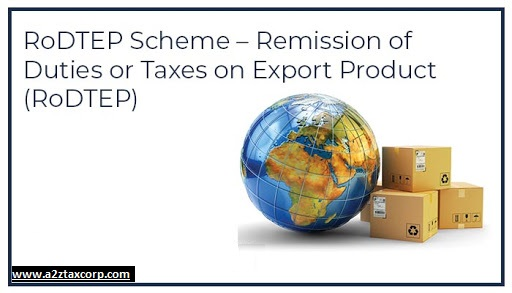 RoDTEP Scheme – Remission of
Duties or Taxes on Export Product
(RoDTEP)
www.a2ztaxcorp.com